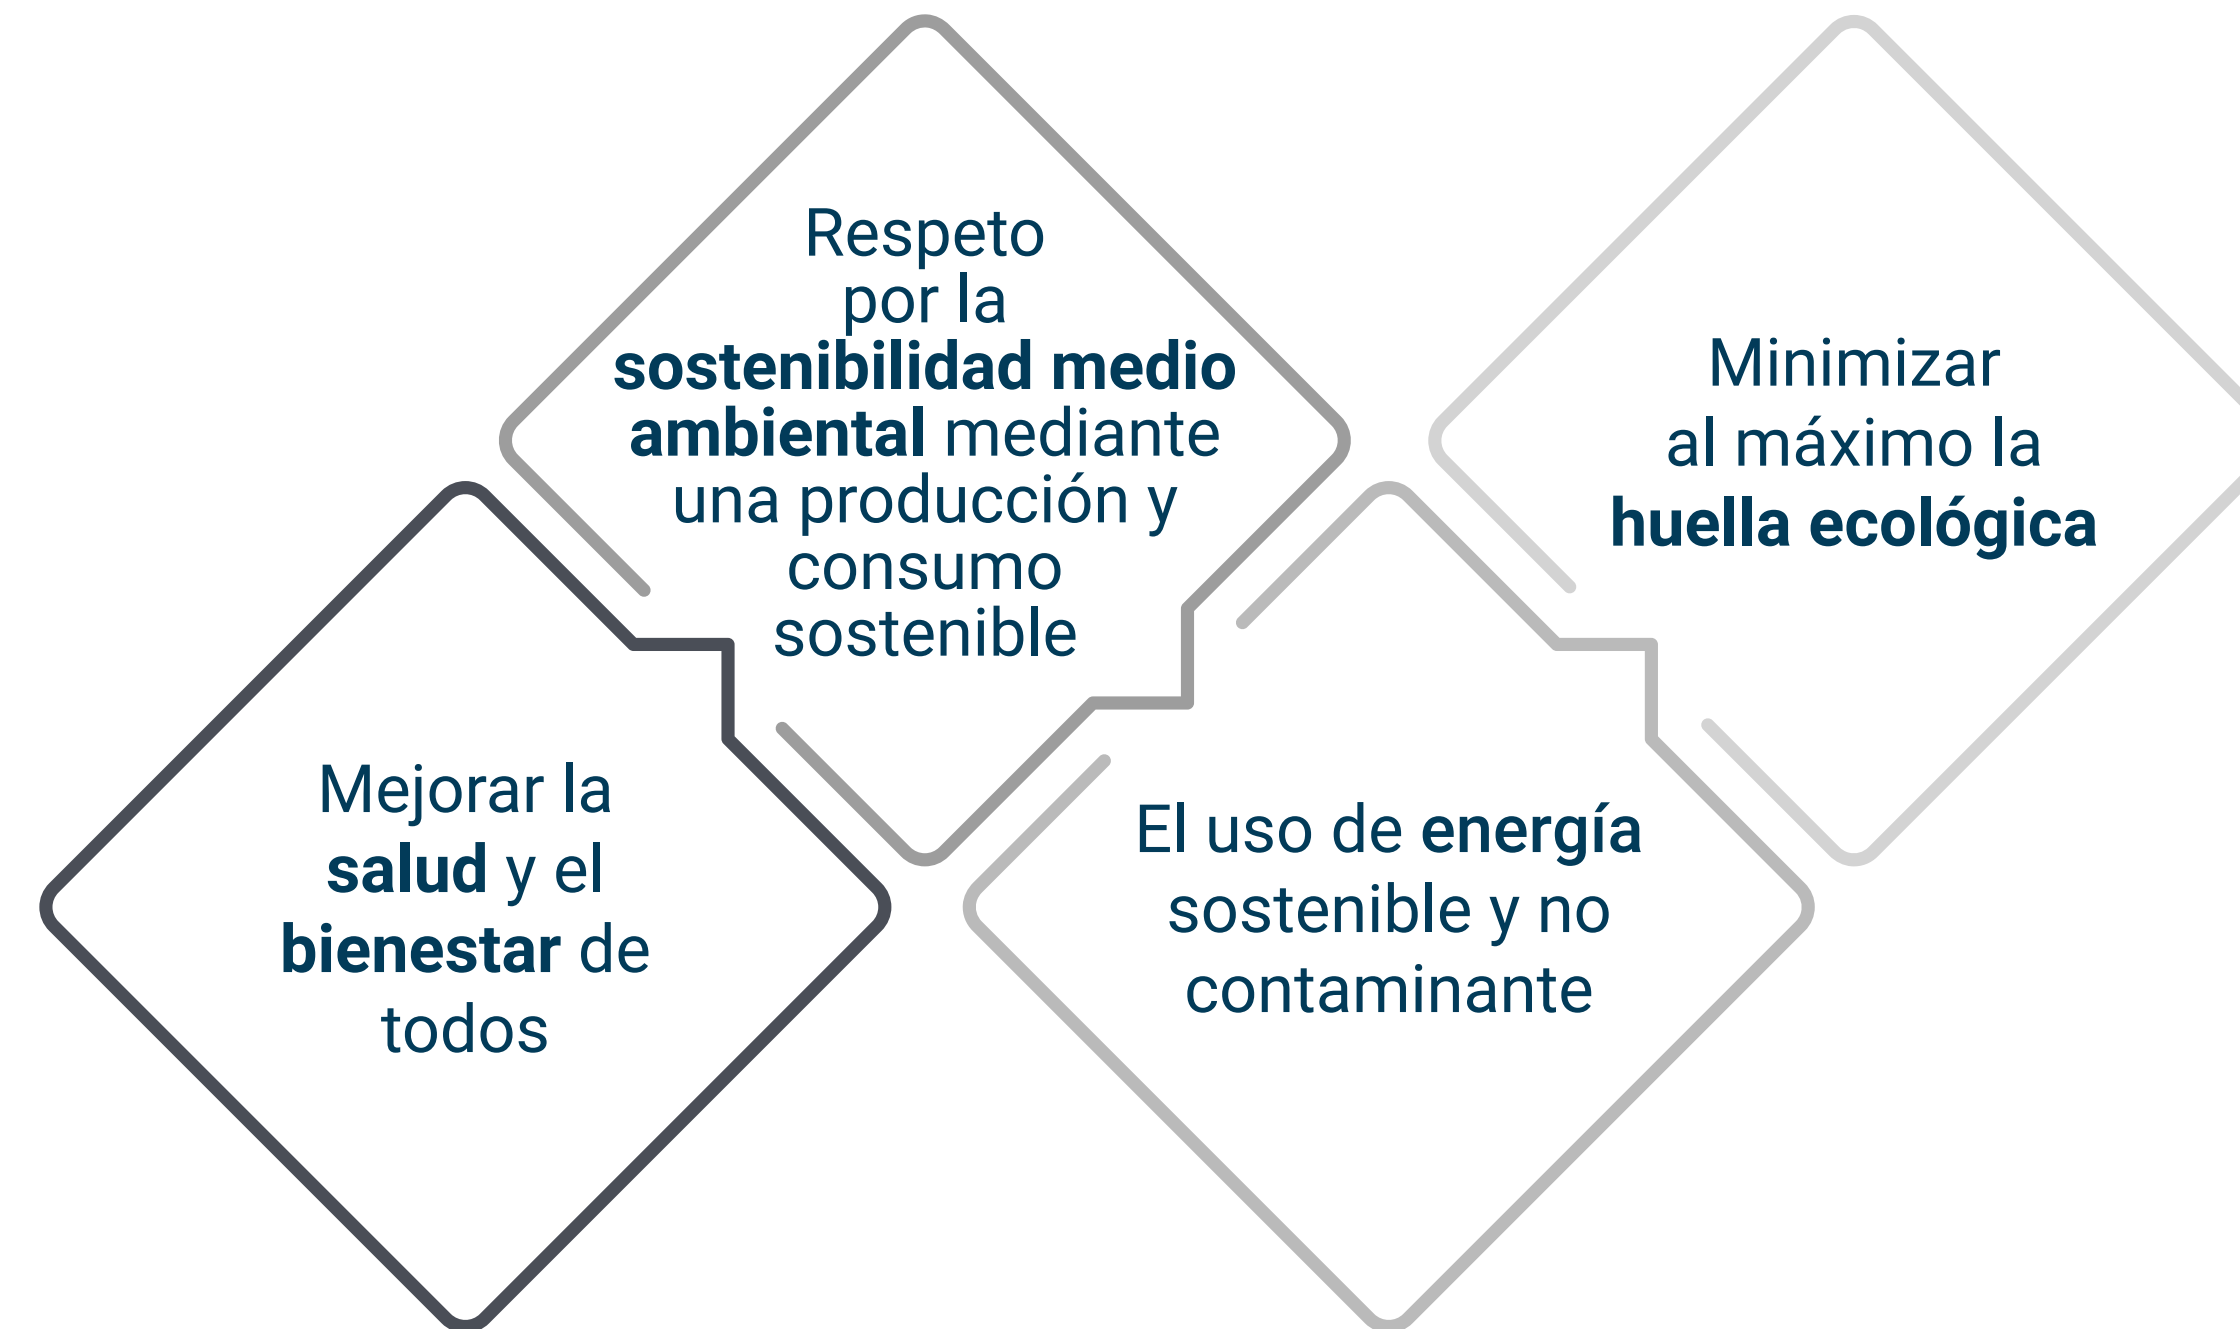 Respeto
por la
sostenibilidad medio
ambiental mediante
una producción y
consumo
sostenible
Minimizar
al máximo la
huella ecológica
Mejorar la
salud y el
bienestar de
todos
El uso de energía
sostenible y no
contaminante